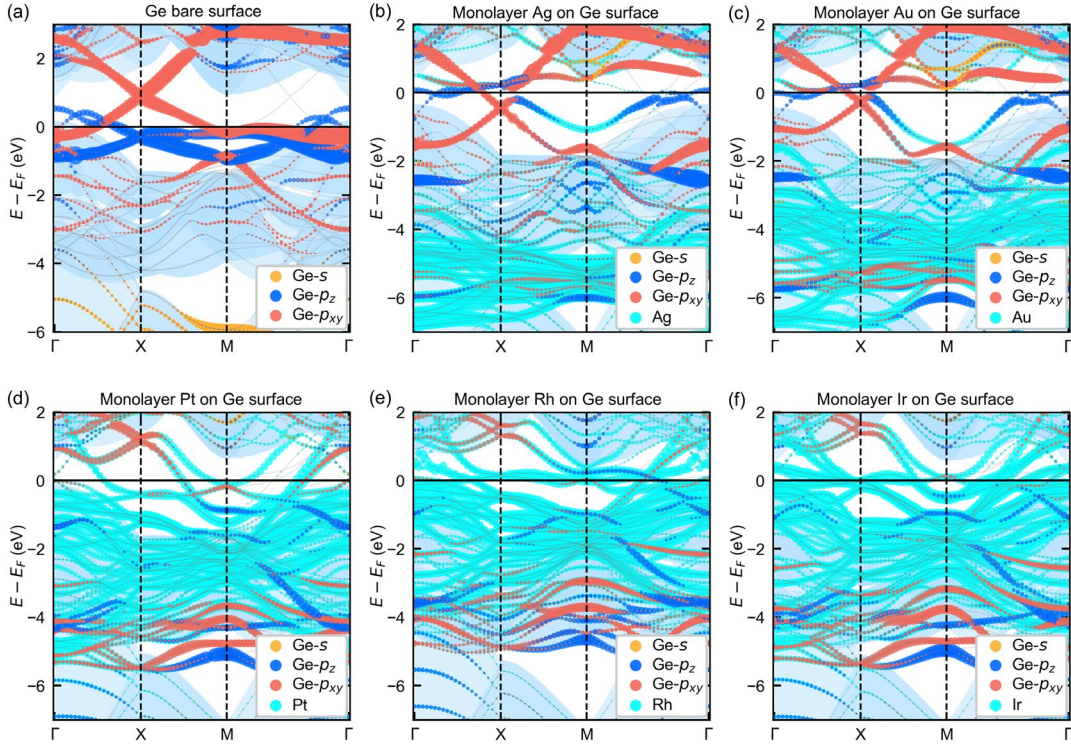 (a) Ge bare surface
E − E_F (eV)
2
0
−2
−4
−6
Γ X M Γ
Ge-s
Ge-p_z
Ge-p_xy
(b) Monolayer Ag on Ge surface
E − E_F (eV)
2
0
−2
−4
−6
Γ X M Γ
Ge-s
Ge-p_z
Ge-p_xy
Ag
(c) Monolayer Au on Ge surface
E − E_F (eV)
2
0
−2
−4
−6
Γ X M Γ
Ge-s
Ge-p_z
Ge-p_xy
Au
(d) Monolayer Pt on Ge surface
E − E_F (eV)
2
0
−2
−4
−6
Γ X M Γ
Ge-s
Ge-p_z
Ge-p_xy
Pt
(e) Monolayer Rh on Ge surface
E − E_F (eV)
2
0
−2
−4
−6
Γ X M Γ
Ge-s
Ge-p_z
Ge-p_xy
Rh
(f) Monolayer Ir on Ge surface
E − E_F (eV)
2
0
−2
−4
−6
Γ X M Γ
Ge-s
Ge-p_z
Ge-p_xy
Ir